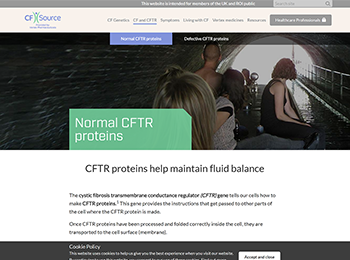 This website is intended for members of the UK and ROI public
Search CFSource
CF Source
CF Genetics CF and CFTR Symptoms Living with CF Vertex medicines Resources Healthcare Professionals
Normal CFTR proteins Defective CFTR proteins
Normal CFTR
proteins
CFTR proteins help maintain fluid balance
The cystic fibrosis transmembrane conductance regulator (CFTR) gene tells our cells how to
make CFTR proteins.1 This gene provides the instructions that get passed to other parts of
the cell where the CFTR protein is made.
Once CFTR proteins have been processed and folded correctly inside the cell, they are
transported to the cell surface (membrane).
Cookie Policy
This website uses cookies to help us give you the best experience when you visit our website.
Accept and close